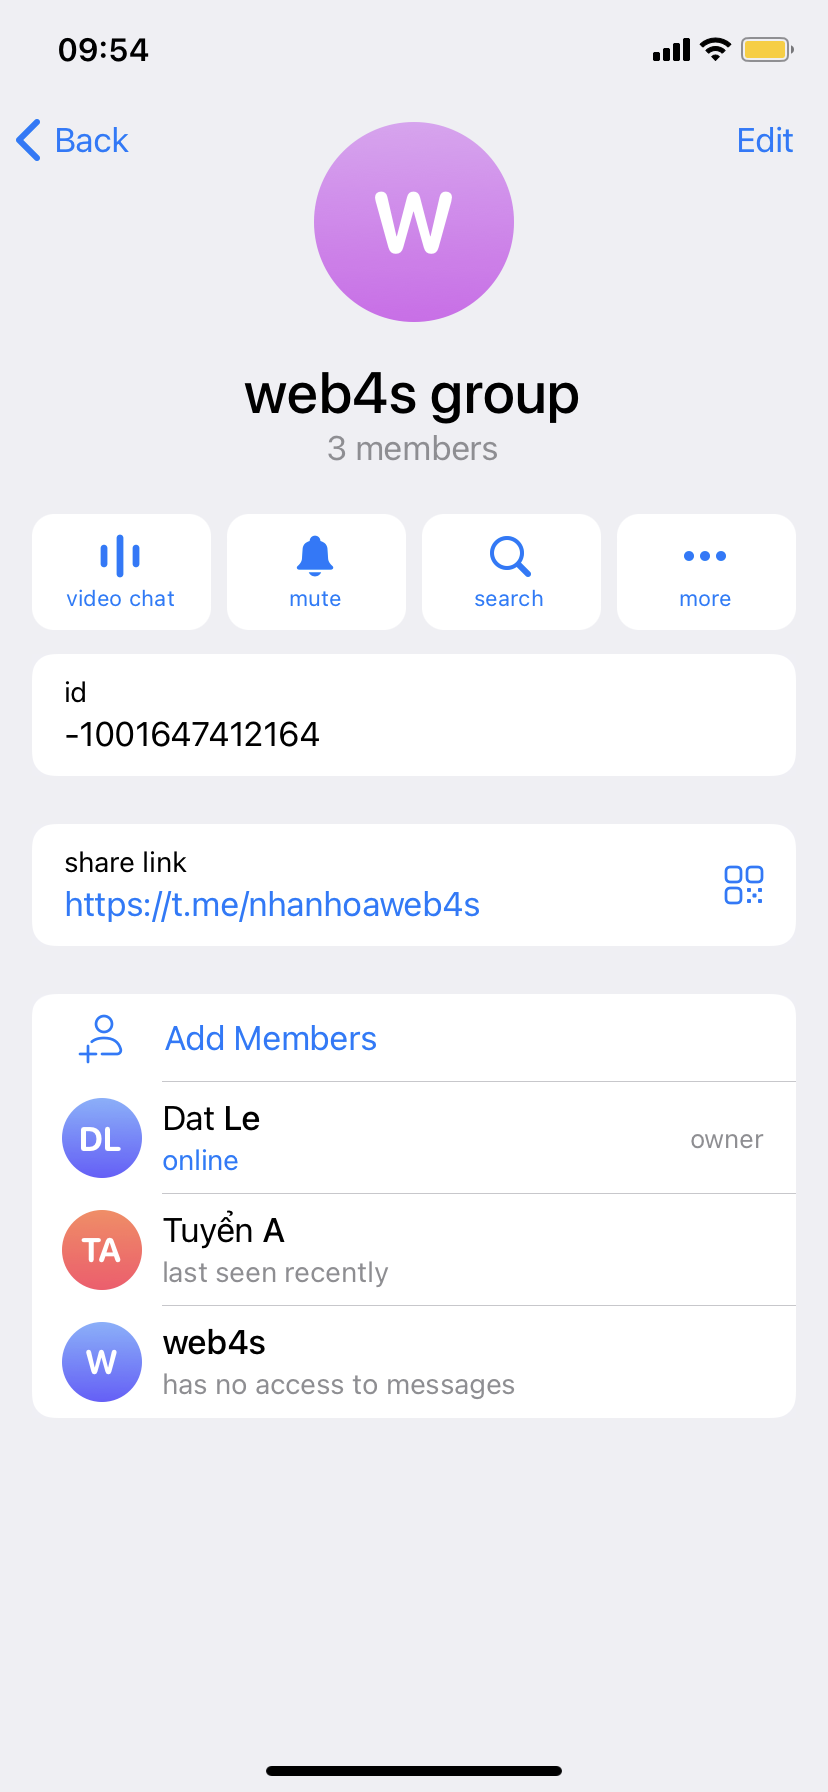 09:54
Back
Edit
W
web4s group
3 members
video chat
mute
search
more
id
-1001647412164
share link
https://t.me/nhanhoaweb4s
Add Members
DL
Dat Le
online
owner
TA
Tuyển A
last seen recently
W
web4s
has no access to messages